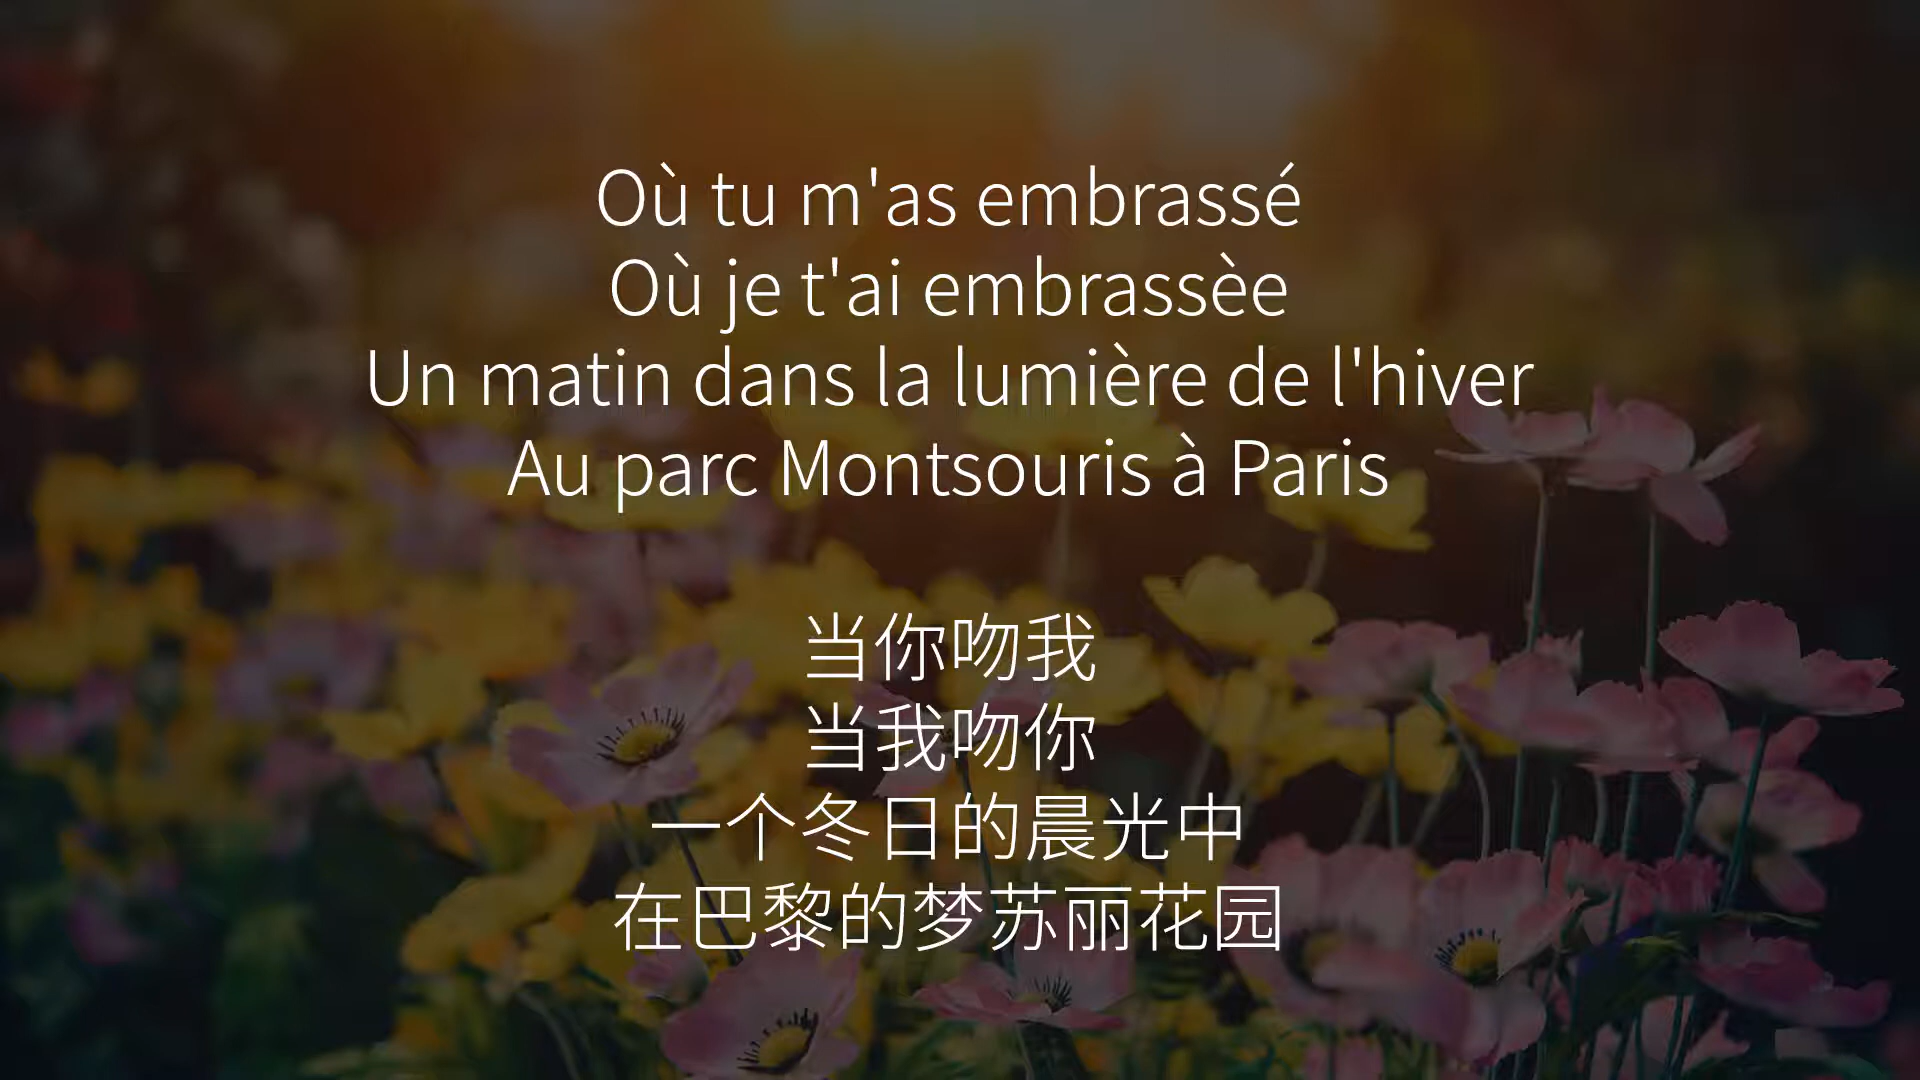 Où tu m'as embrassé
Où je t'ai embrassèe
Un matin dans la lumière de l'hiver
Au parc Montsouris à Paris
当你吻我
当我吻你
一个冬日的晨光中
在巴黎的梦苏丽花园